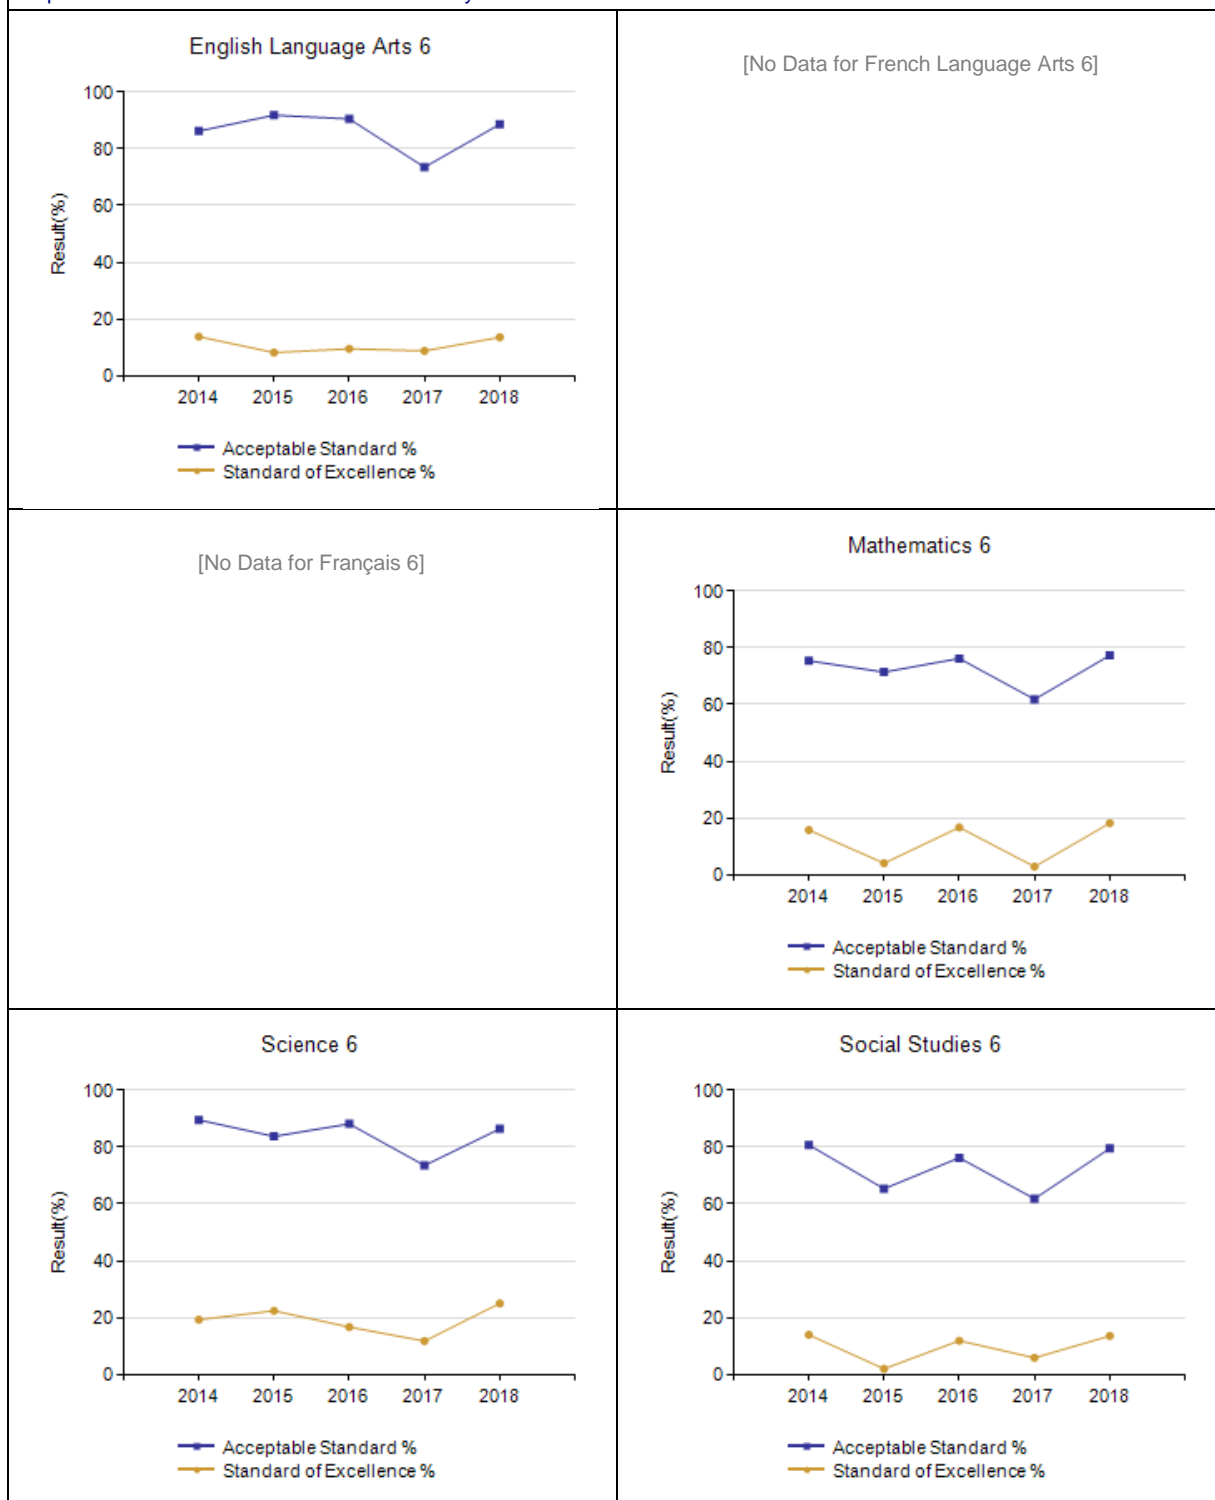 English Language Arts 6
100
80
60
40
20
0
Result(%)
2014 2015 2016 2017 2018
Acceptable Standard %
Standard of Excellence %
[No Data for French Language Arts 6]
[No Data for Français 6]
Mathematics 6
100
80
60
40
20
0
Result(%)
2014 2015 2016 2017 2018
Acceptable Standard %
Standard of Excellence %
Science 6
100
80
60
40
20
0
Result(%)
2014 2015 2016 2017 2018
Acceptable Standard %
Standard of Excellence %
Social Studies 6
100
80
60
40
20
0
Result(%)
2014 2015 2016 2017 2018
Acceptable Standard %
Standard of Excellence %